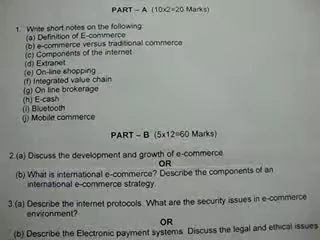 PART – A (10x2=20 Marks)
1. Write short notes on the following:
(a) Definition of E-commerce
(b) e-commerce versus traditional commerce
(c) Components of the internet
(d) Extranet
(e) On-line shopping
(f) Integrated value chain
(g) On line brokerage
(h) E-cash
(i) Bluetooth
(j) Mobile commerce
PART – B (5x12=60 Marks)
2.(a) Discuss the development and growth of e-commerce
OR
(b) What is international e-commerce? Describe the components of an
international e-commerce strategy.
3.(a) Describe the internet protocols. What are the security issues in e-commerce
environment?
OR
(b) Describe the Electronic payment systems. Discuss the legal and ethical issues